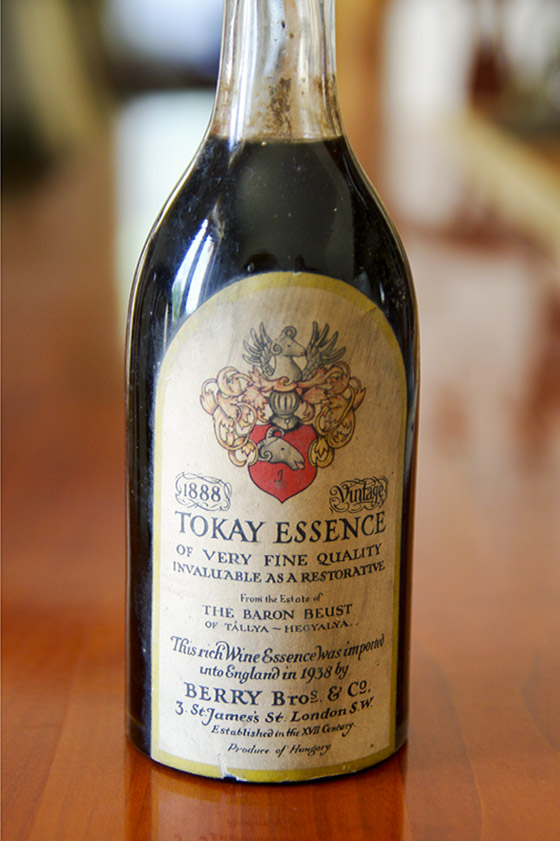 1888 Vintage
TOKAY ESSENCE
OF VERY FINE QUALITY
INVALUABLE AS A RESTORATIVE
From the Estate of
THE BARON BEUST
OF TÁLLYA ~ HEGYALYA.
This rich Wine Essence was imported
into England in 1938 by
BERRY Bros. & Co.
3. St James's St. London S.W.
Established in the XVII Century.
Produce of Hungary